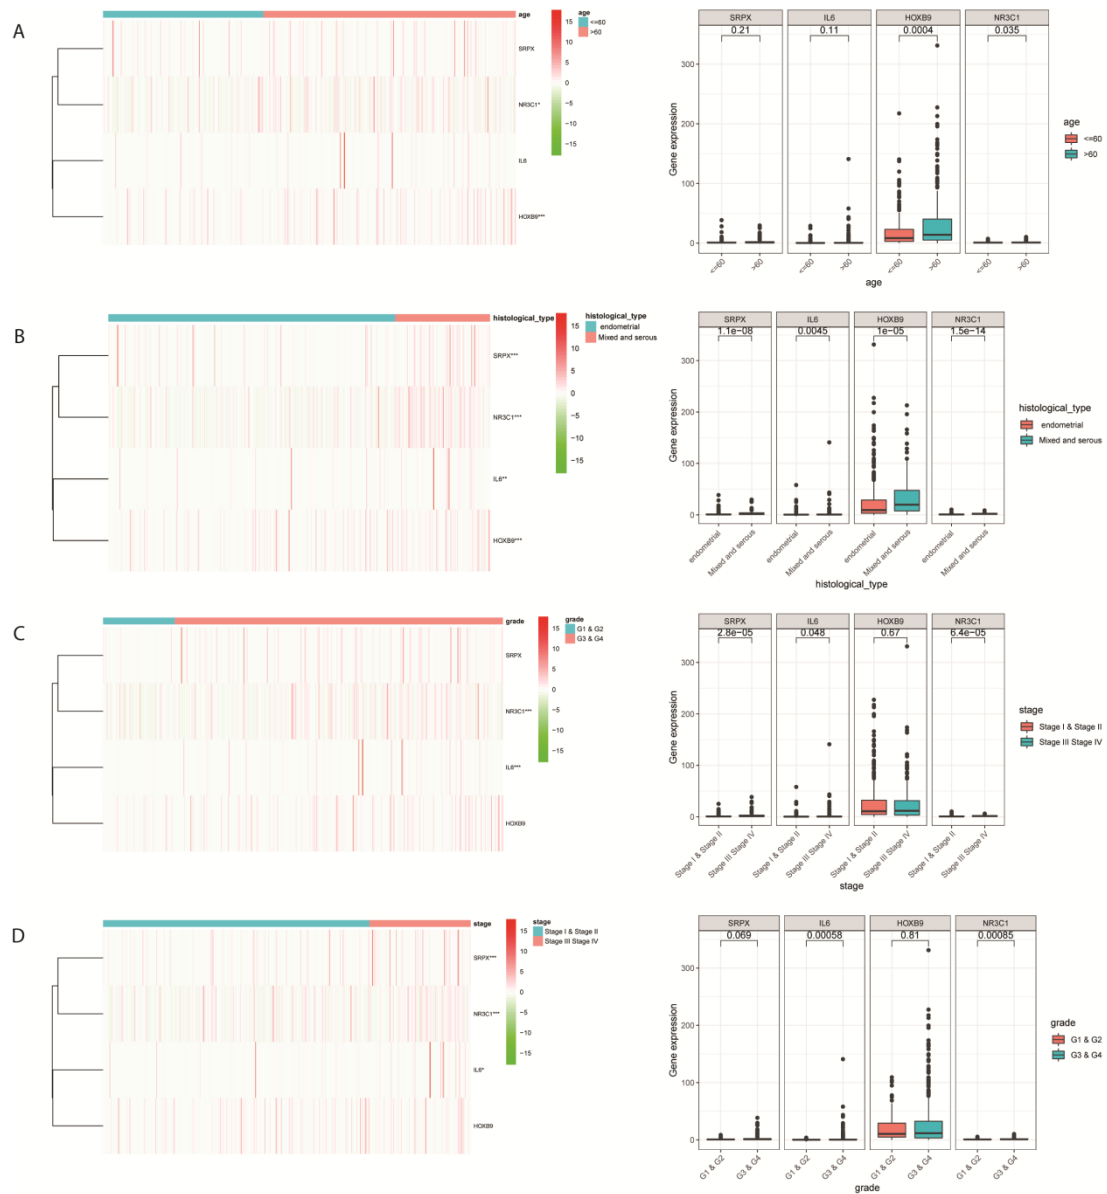 A
age
SRPX
NR3C1*
IL6
HOXB9***
15
10
5
0
−5
−10
−15
age
<=60
>60
SRPX
IL6
HOXB9
NR3C1
0.21
0.11
0.0004
0.035
Gene expression
300
200
100
0
<=60
>60
<=60
>60
<=60
>60
<=60
>60
age
age
<=60
>60
B
histological_type
SRPX***
NR3C1***
IL6**
HOXB9***
15
10
5
0
−5
−10
−15
histological_type
endometrial
Mixed and serous
SRPX
IL6
HOXB9
NR3C1
1.1e−08
0.0045
1e−05
1.5e−14
Gene expression
300
200
100
0
endometrial
Mixed and serous
endometrial
Mixed and serous
endometrial
Mixed and serous
endometrial
Mixed and serous
histological_type
histological_type
endometrial
Mixed and serous
C
grade
SRPX
NR3C1***
IL6***
HOXB9
15
10
5
0
−5
−10
−15
grade
G1 & G2
G3 & G4
SRPX
IL6
HOXB9
NR3C1
2.8e−05
0.048
0.67
6.4e−05
Gene expression
300
200
100
0
Stage I & Stage II
Stage III Stage IV
Stage I & Stage II
Stage III Stage IV
Stage I & Stage II
Stage III Stage IV
Stage I & Stage II
Stage III Stage IV
stage
stage
Stage I & Stage II
Stage III Stage IV
D
stage
SRPX***
NR3C1***
IL6*
HOXB9
15
10
5
0
−5
−10
−15
stage
Stage I & Stage II
Stage III Stage IV
SRPX
IL6
HOXB9
NR3C1
0.069
0.00058
0.81
0.00085
Gene expression
300
200
100
0
G1 & G2
G3 & G4
G1 & G2
G3 & G4
G1 & G2
G3 & G4
G1 & G2
G3 & G4
grade
grade
G1 & G2
G3 & G4